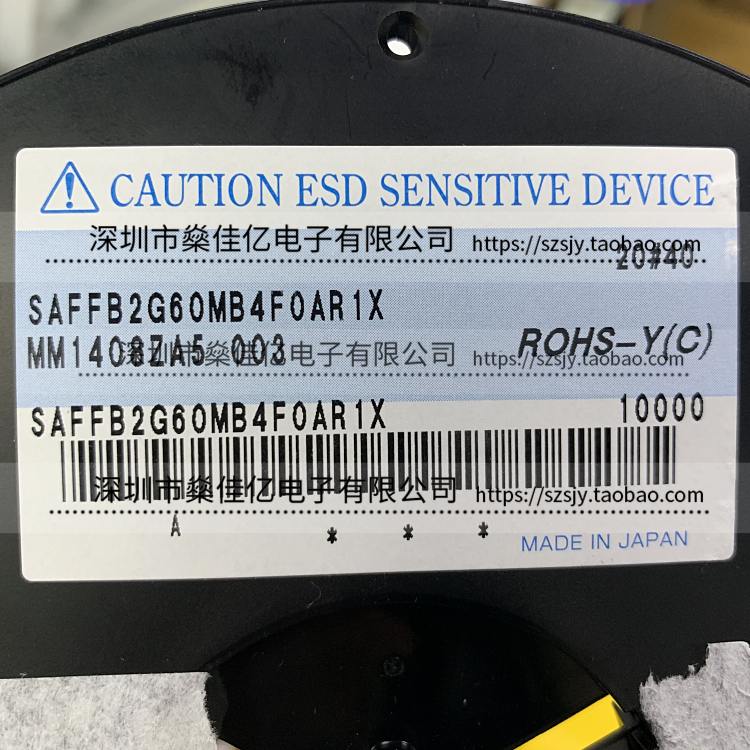 CAUTION ESD SENSITIVE DEVICE
深圳市燊佳亿电子有限公司 https://szsjy.taobao.com
20#40
SAFFB2G60MB4F0AR1X
MM1408ZA5 003 ROHS-Y(C)
深圳市燊佳亿电子有限公司 https://szsjy.taobao.com
SAFFB2G60MB4F0AR1X 10000
深圳市燊佳亿电子有限公司 https://szsjy.taobao.com
A * * *
MADE IN JAPAN